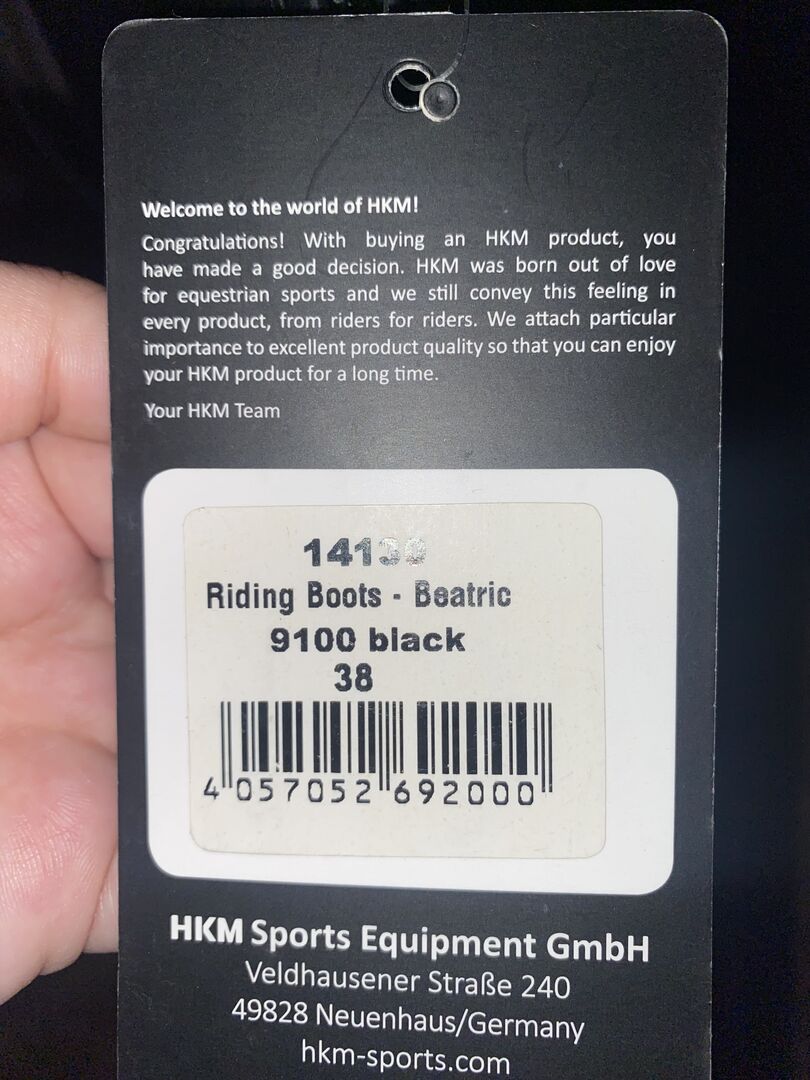 Welcome to the world of HKM!
Congratulations! With buying an HKM product, you
have made a good decision. HKM was born out of love
for equestrian sports and we still convey this feeling in
every product, from riders for riders. We attach particular
importance to excellent product quality so that you can enjoy
your HKM product for a long time.
Your HKM Team
14130
Riding Boots - Beatric
9100 black
38
4 057052 692000
HKM Sports Equipment GmbH
Veldhausener Straße 240
49828 Neuenhaus/Germany
hkm-sports.com